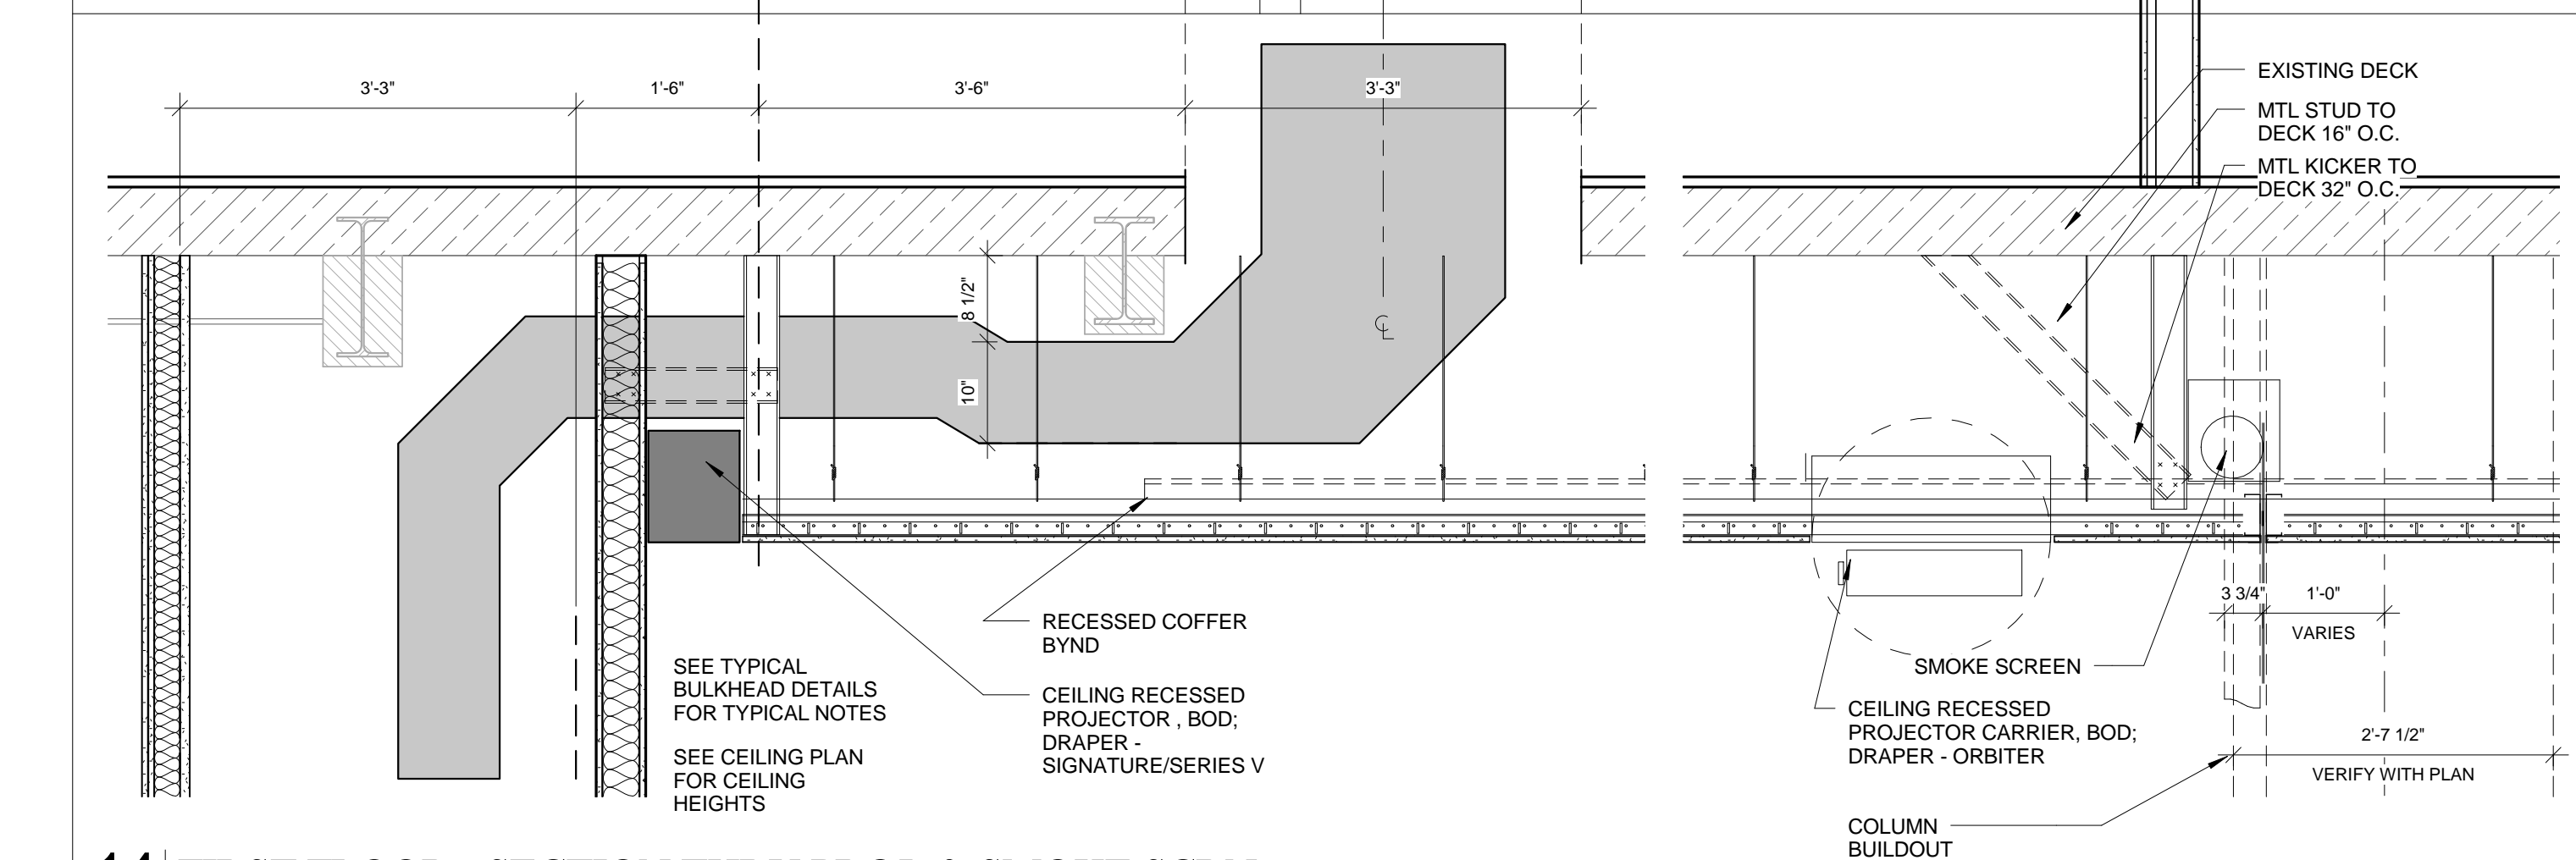 3'-3"
1'-6"
3'-6"
3'-3"
8 1/2"
10"
℄
EXISTING DECK
MTL STUD TO
DECK 16" O.C.
MTL KICKER TO
DECK 32" O.C.
RECESSED COFFER
BYND
SEE TYPICAL
BULKHEAD DETAILS
FOR TYPICAL NOTES
SEE CEILING PLAN
FOR CEILING
HEIGHTS
CEILING RECESSED
PROJECTOR , BOD;
DRAPER -
SIGNATURE/SERIES V
3 3/4"
1'-0"
VARIES
SMOKE SCREEN
CEILING RECESSED
PROJECTOR CARRIER, BOD;
DRAPER - ORBITER
2'-7 1/2"
VERIFY WITH PLAN
COLUMN
BUILDOUT